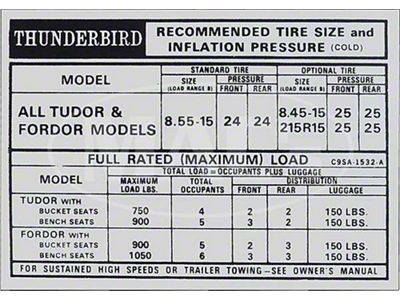 THUNDERBIRD
RECOMMENDED TIRE SIZE and
INFLATION PRESSURE (COLD)
MODEL
STANDARD TIRE
OPTIONAL TIRE
SIZE
(LOAD RANGE B)
PRESSURE
FRONT REAR
SIZE
(LOAD RANGE B)
PRESSURE
FRONT REAR
ALL TUDOR &
FORDOR MODELS
8.55-15 24 24
8.45-15 25 25
215R15 25 25
FULL RATED (MAXIMUM) LOAD C9SA-1532-A
MODEL
TOTAL LOAD = OCCUPANTS PLUS LUGGAGE
MAXIMUM
LOAD LBS.
TOTAL
OCCUPANTS
DISTRIBUTION
FRONT REAR LUGGAGE
TUDOR WITH
BUCKET SEATS 750 4 2 2 150 LBS.
BENCH SEATS 900 5 3 2 150 LBS.
FORDOR WITH
BUCKET SEATS 900 5 2 3 150 LBS.
BENCH SEATS 1050 6 3 3 150 LBS.
FOR SUSTAINED HIGH SPEEDS OR TRAILER TOWING—SEE OWNER'S MANUAL